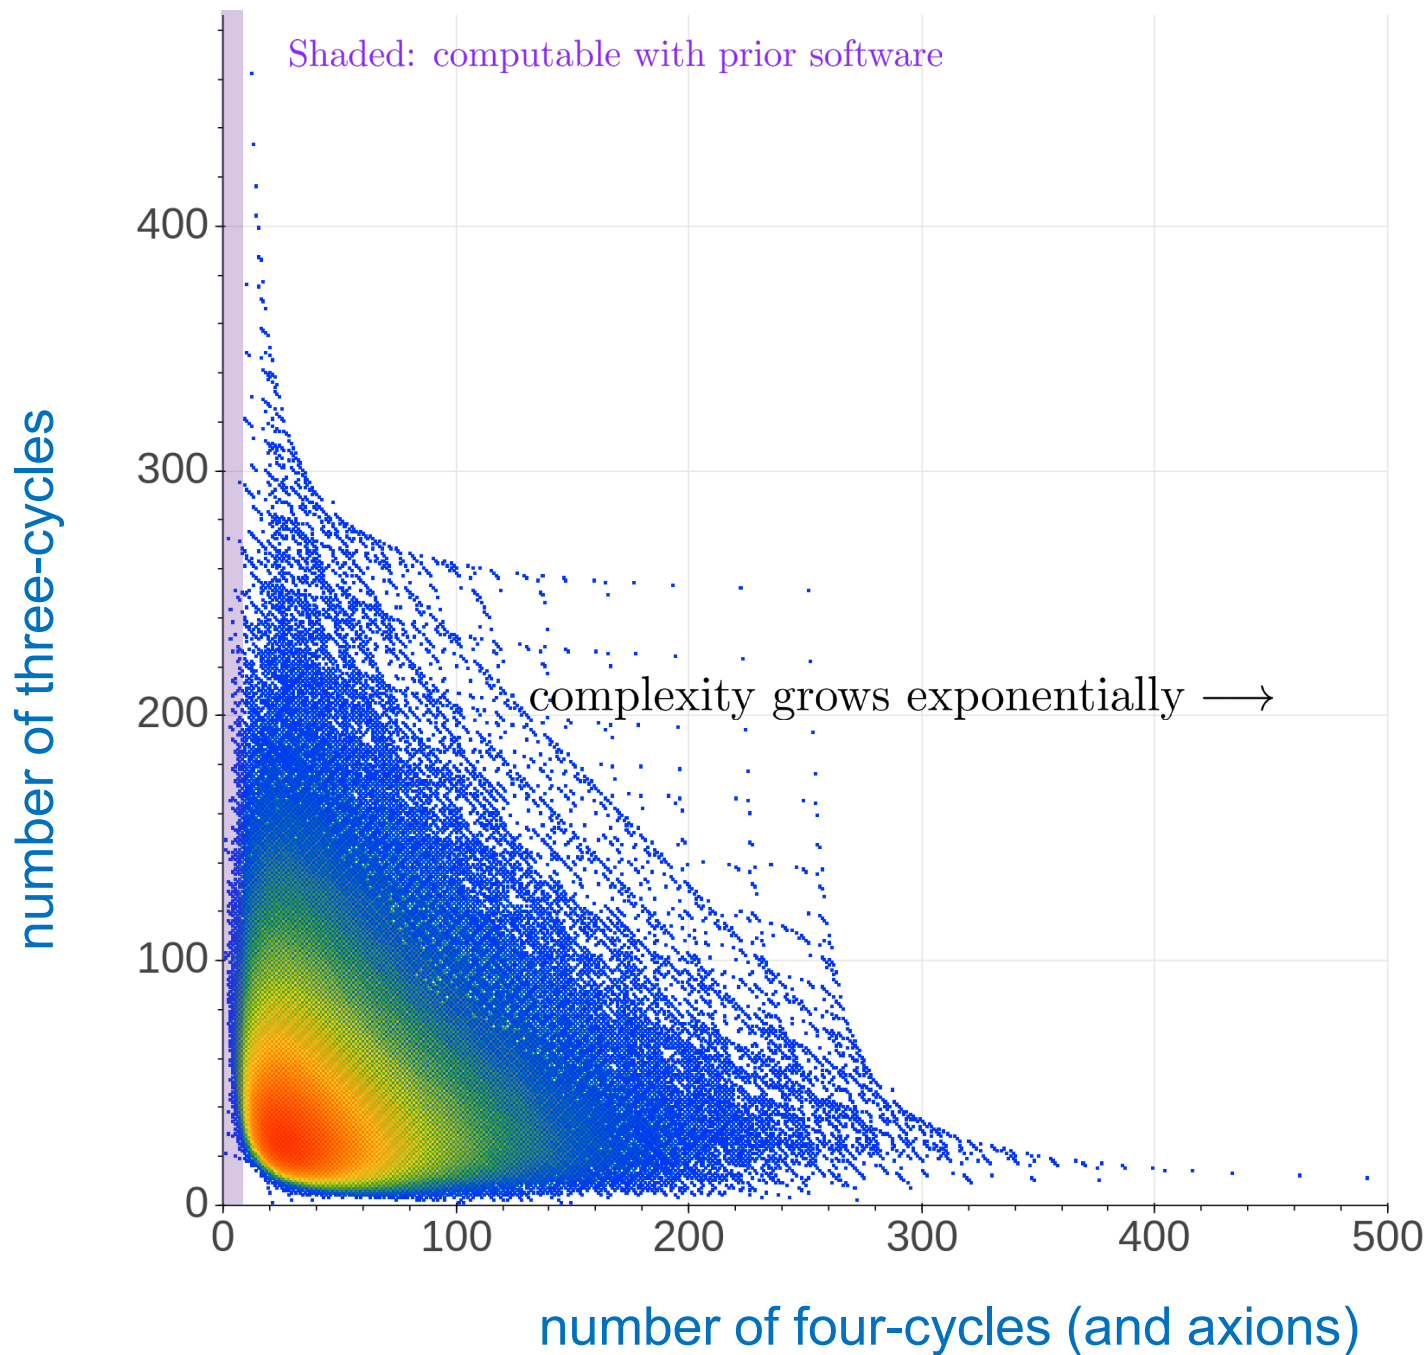 Shaded: computable with prior software
400
300
complexity grows exponentially ⟶
200
100
0
0 100 200 300 400 500
number of three-cycles
number of four-cycles (and axions)